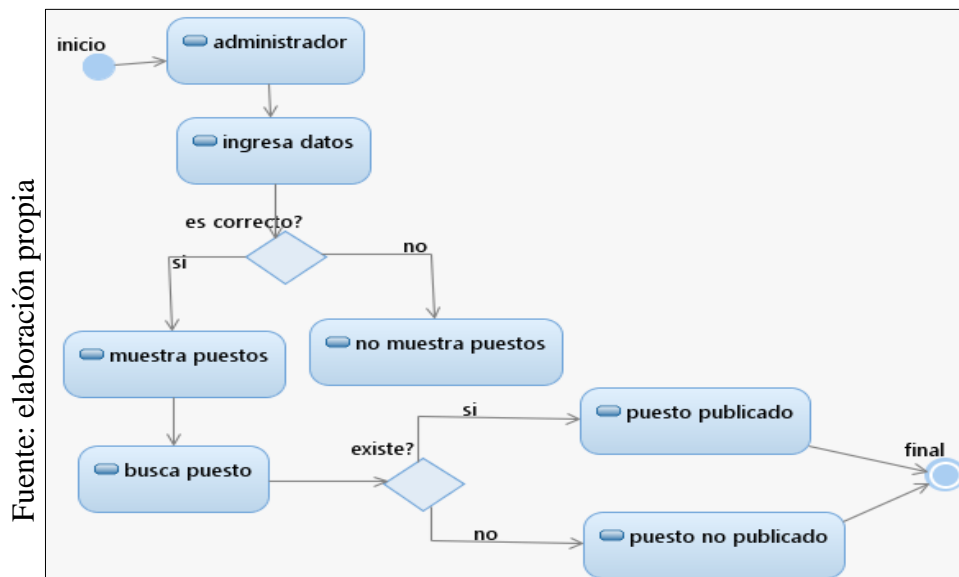 inicio
administrador
ingresa datos
es correcto?
si
no
muestra puestos
no muestra puestos
busca puesto
existe?
si
puesto publicado
no
puesto no publicado
final
Fuente: elaboración propia